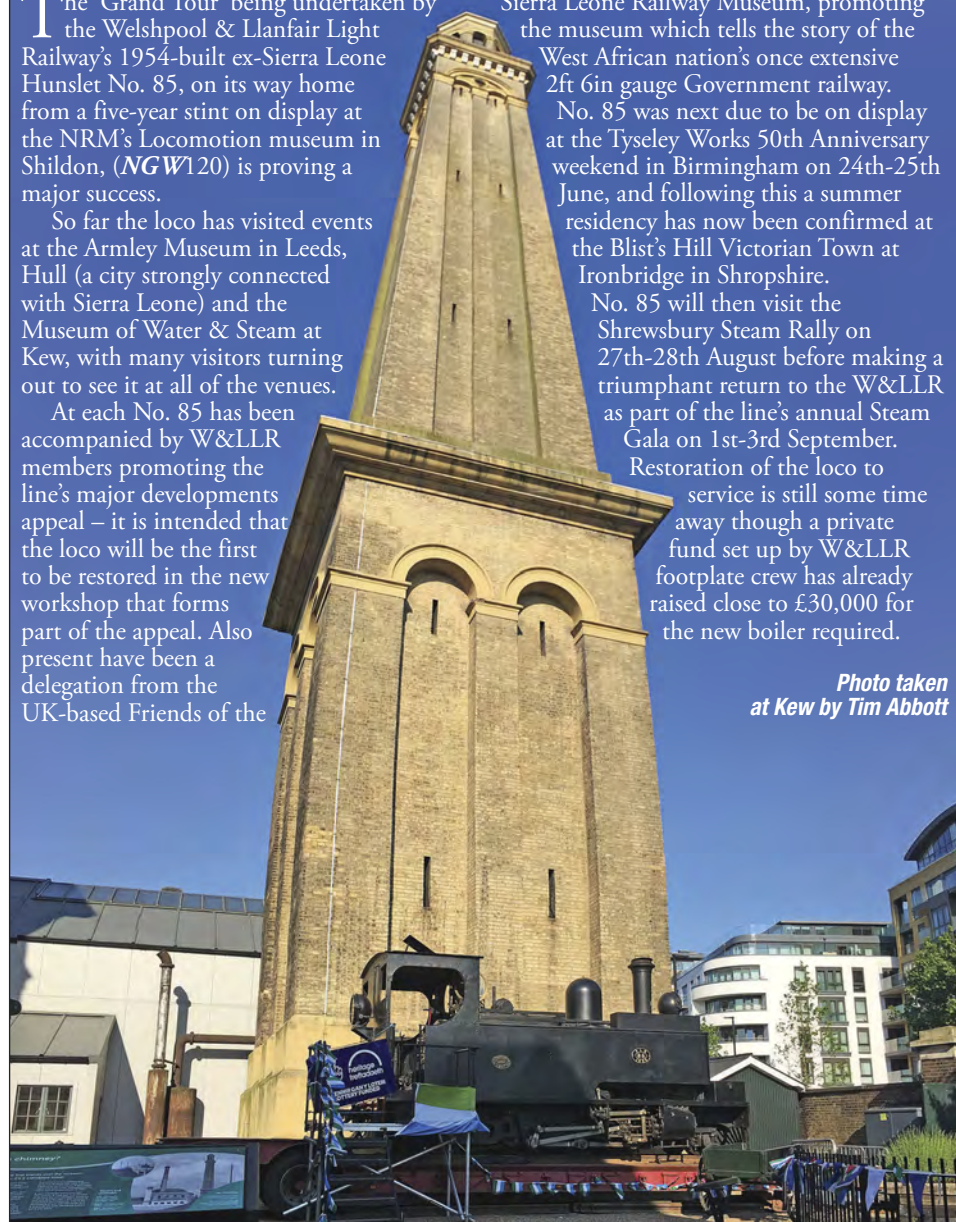 The 'Grand Tour' being undertaken by
the Welshpool & Llanfair Light
Railway's 1954-built ex-Sierra Leone
Hunslet No. 85, on its way home
from a five-year stint on display at
the NRM's Locomotion museum in
Shildon, (NGW120) is proving a
major success.
So far the loco has visited events
at the Armley Museum in Leeds,
Hull (a city strongly connected
with Sierra Leone) and the
Museum of Water & Steam at
Kew, with many visitors turning
out to see it at all of the venues.
At each No. 85 has been
accompanied by W&LLR
members promoting the
line's major developments
appeal – it is intended that
the loco will be the first
to be restored in the new
workshop that forms
part of the appeal. Also
present have been a
delegation from the
UK-based Friends of the
Sierra Leone Railway Museum, promoting
the museum which tells the story of the
West African nation's once extensive
2ft 6in gauge Government railway.
No. 85 was next due to be on display
at the Tyseley Works 50th Anniversary
weekend in Birmingham on 24th-25th
June, and following this a summer
residency has now been confirmed at
the Blist's Hill Victorian Town at
Ironbridge in Shropshire.
No. 85 will then visit the
Shrewsbury Steam Rally on
27th-28th August before making a
triumphant return to the W&LLR
as part of the line's annual Steam
Gala on 1st-3rd September.
Restoration of the loco to
service is still some time
away though a private
fund set up by W&LLR
footplate crew has already
raised close to £30,000 for
the new boiler required.
Photo taken
at Kew by Tim Abbott
heritage
treftadaeth
LOTTERY FUNDED
chimney?